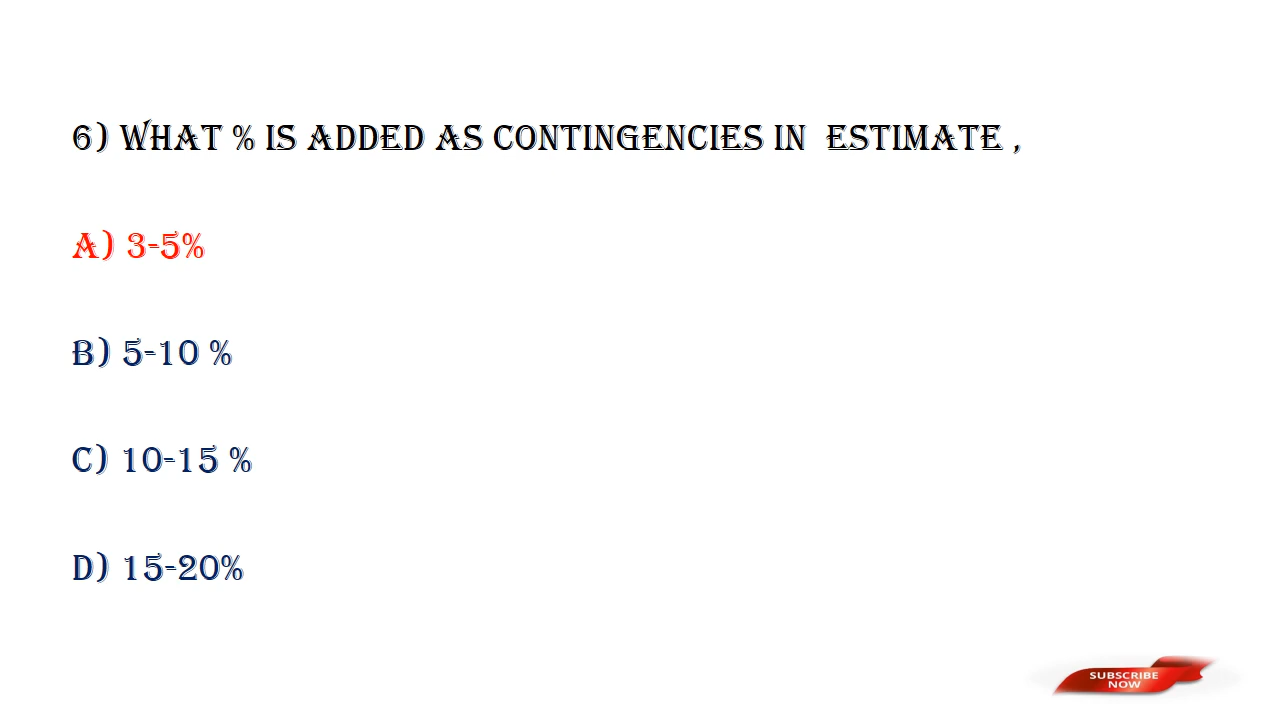 6) WHAT % IS ADDED AS CONTINGENCIES IN ESTIMATE ,
A) 3-5%
B) 5-10 %
C) 10-15 %
D) 15-20%
SUBSCRIBE
NOW